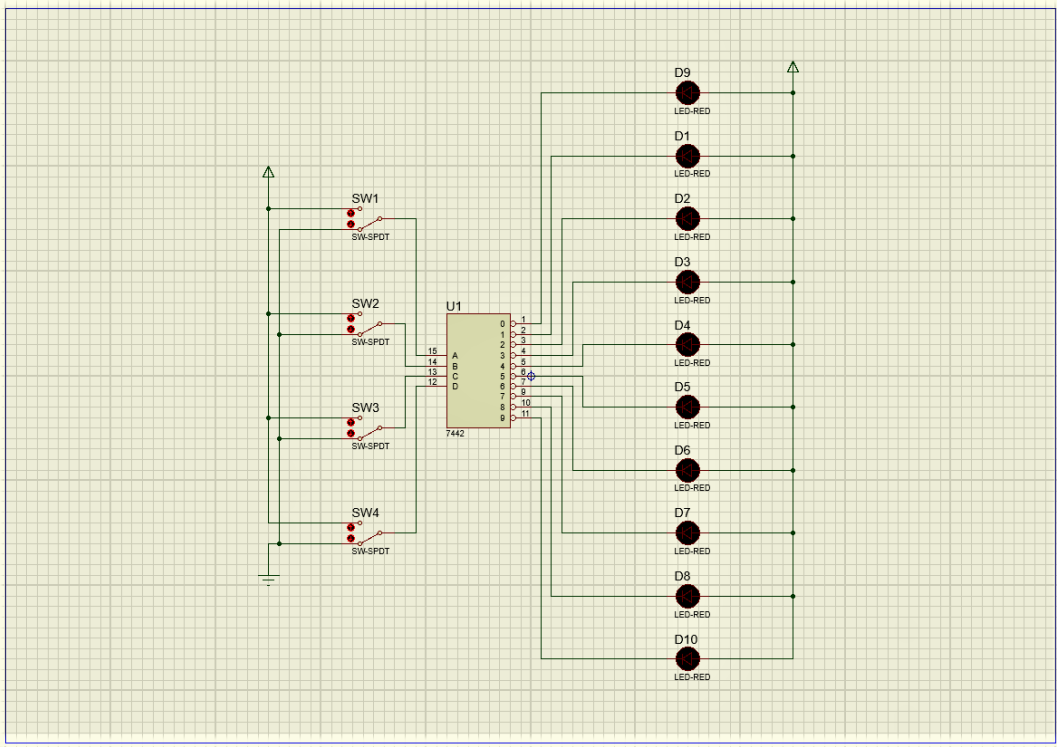 D9
LED-RED
D1
LED-RED
SW1
SW-SPDT
D2
LED-RED
D3
LED-RED
SW2
SW-SPDT
U1
0 1
1 2
2 3
15 A 3 4
14 B 4 5
13 C 5 6
12 D 6 7
7 9
8 10
9 11
7442
D4
LED-RED
D5
LED-RED
SW3
SW-SPDT
D6
LED-RED
SW4
SW-SPDT
D7
LED-RED
D8
LED-RED
D10
LED-RED